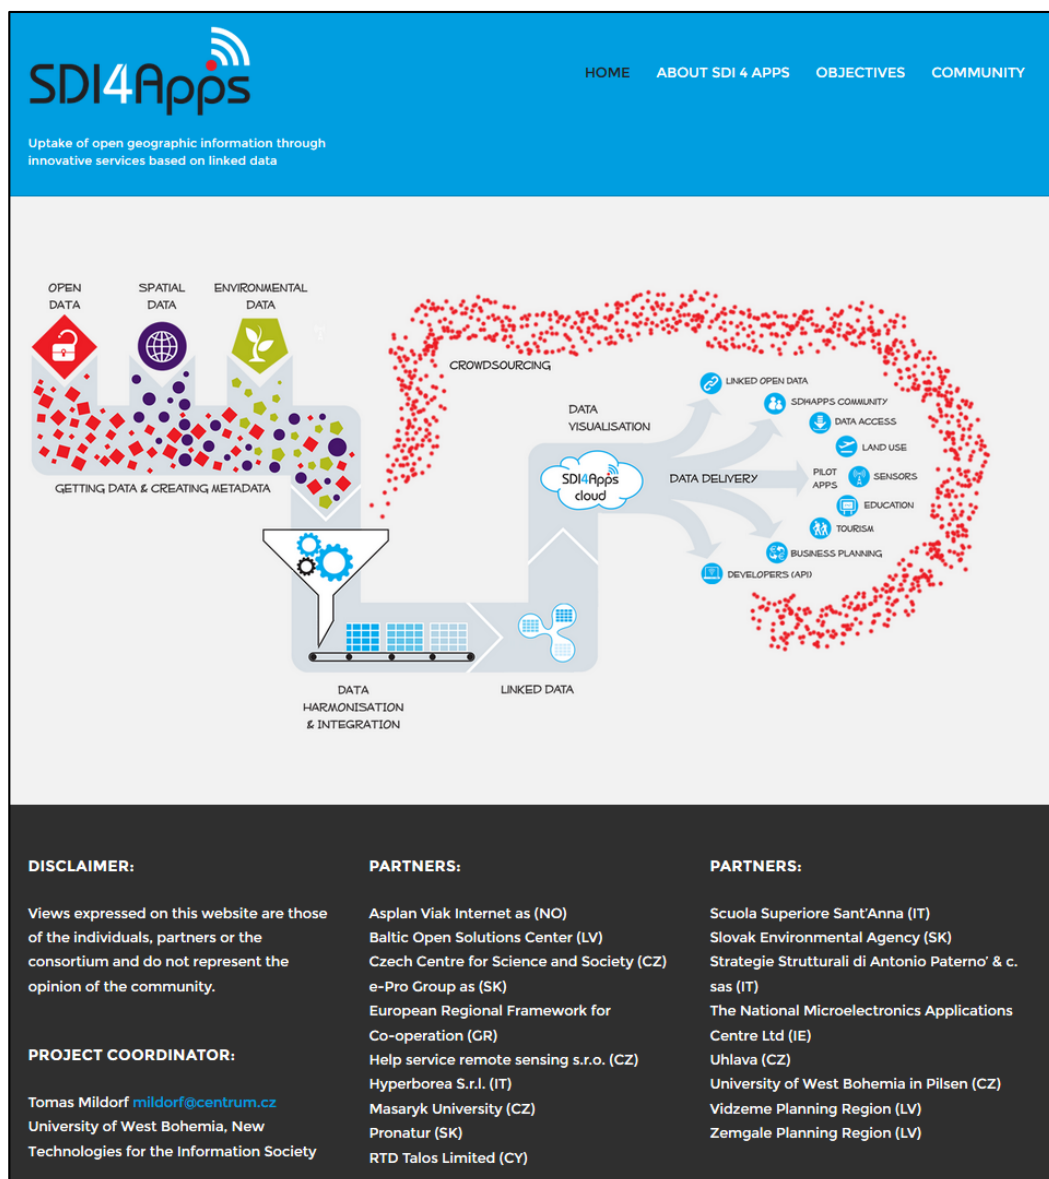 SDI4Apps
HOME
ABOUT SDI 4 APPS
OBJECTIVES
COMMUNITY
Uptake of open geographic information through
innovative services based on linked data
OPEN
DATA
SPATIAL
DATA
ENVIRONMENTAL
DATA
CROWDSOURCING
GETTING DATA & CREATING METADATA
DATA
VISUALISATION
SDI4Apps
cloud
DATA DELIVERY
LINKED OPEN DATA
SDI4APPS COMMUNITY
DATA ACCESS
LAND USE
PILOT
APPS
SENSORS
EDUCATION
TOURISM
BUSINESS PLANNING
DEVELOPERS (API)
DATA
HARMONISATION
& INTEGRATION
LINKED DATA
DISCLAIMER:
Views expressed on this website are those
of the individuals, partners or the
consortium and do not represent the
opinion of the community.
PROJECT COORDINATOR:
Tomas Mildorf mildorf@centrum.cz
University of West Bohemia, New
Technologies for the Information Society
PARTNERS:
Asplan Viak Internet as (NO)
Baltic Open Solutions Center (LV)
Czech Centre for Science and Society (CZ)
e-Pro Group as (SK)
European Regional Framework for
Co-operation (GR)
Help service remote sensing s.r.o. (CZ)
Hyperborea S.r.l. (IT)
Masaryk University (CZ)
Pronatur (SK)
RTD Talos Limited (CY)
PARTNERS:
Scuola Superiore Sant'Anna (IT)
Slovak Environmental Agency (SK)
Strategie Strutturali di Antonio Paterno' & c.
sas (IT)
The National Microelectronics Applications
Centre Ltd (IE)
Uhlava (CZ)
University of West Bohemia in Pilsen (CZ)
Vidzeme Planning Region (LV)
Zemgale Planning Region (LV)